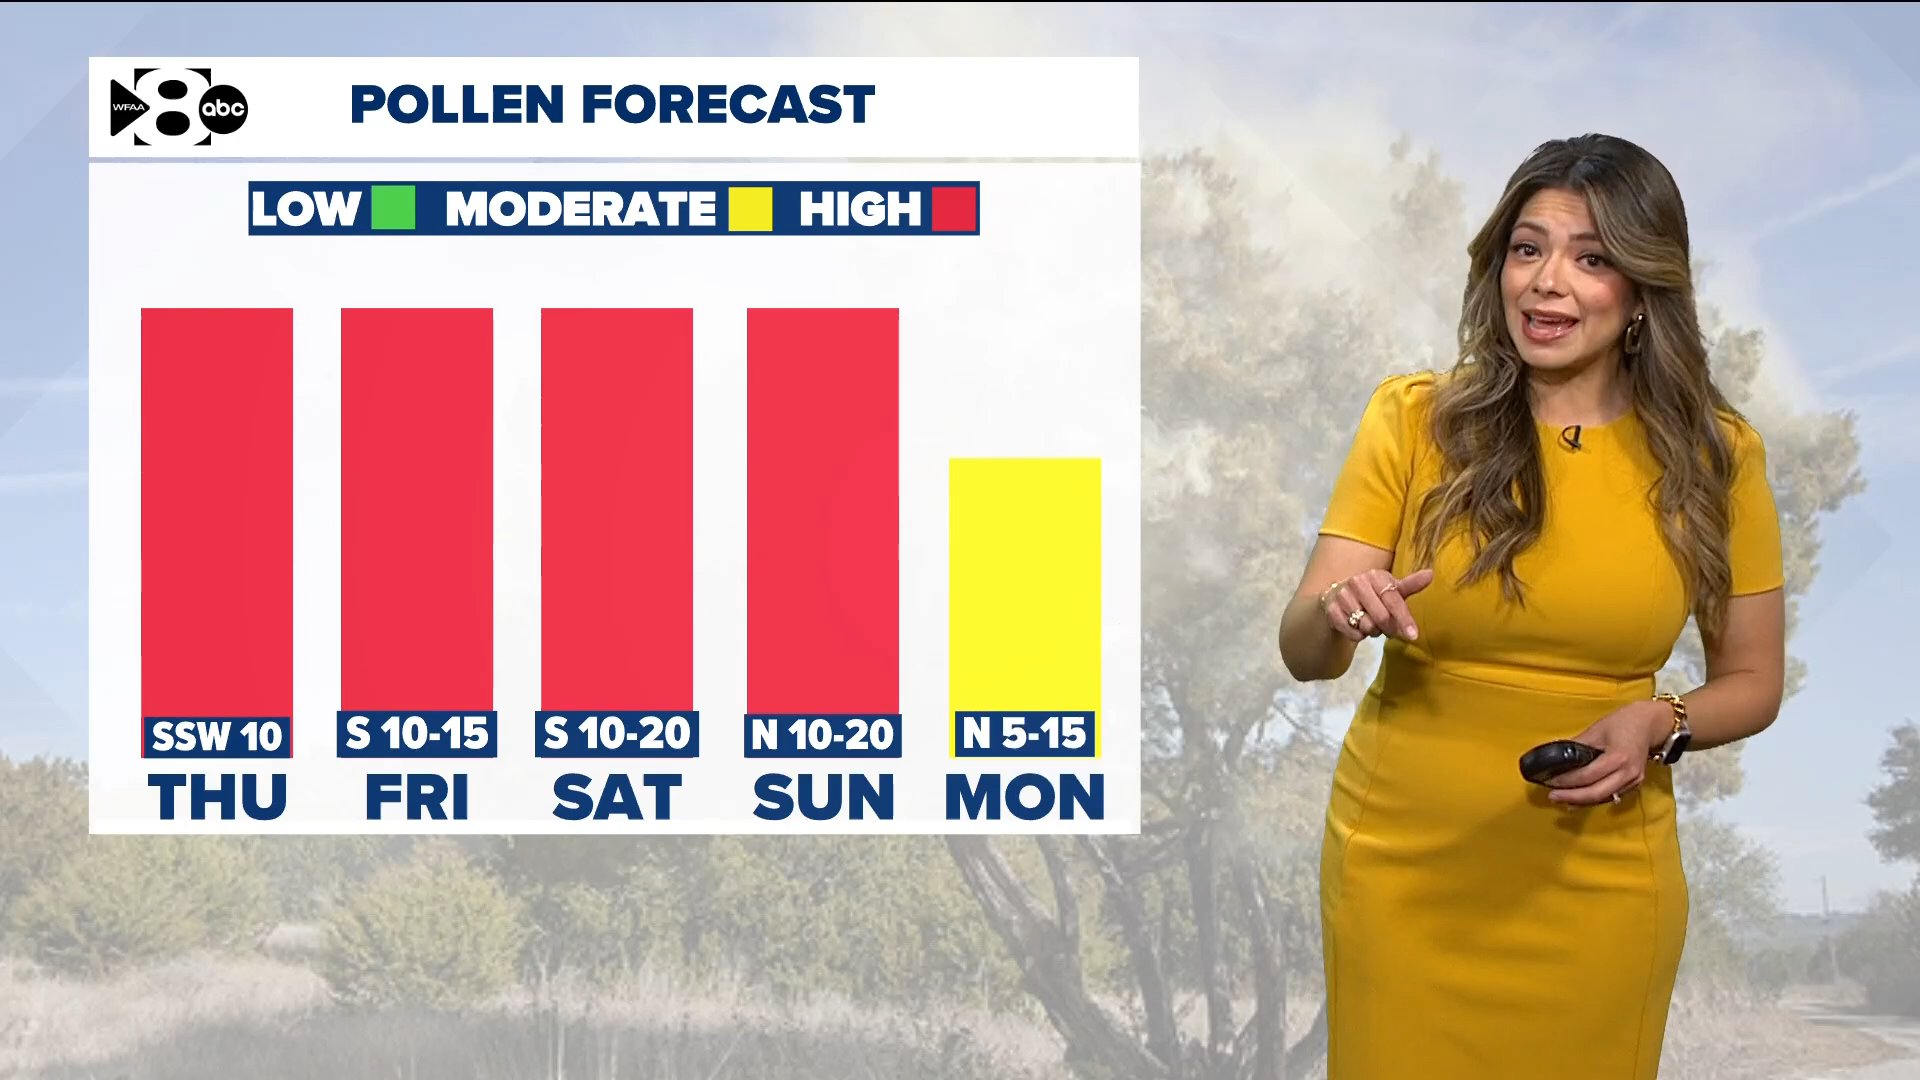 WFAA 8 abc
POLLEN FORECAST
LOW MODERATE HIGH
SSW 10 S 10-15 S 10-20 N 10-20 N 5-15
THU FRI SAT SUN MON